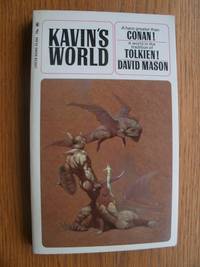 KAVIN'S
WORLD
A hero greater than
CONAN!
A world in the
tradition of
TOLKIEN!
DAVID MASON